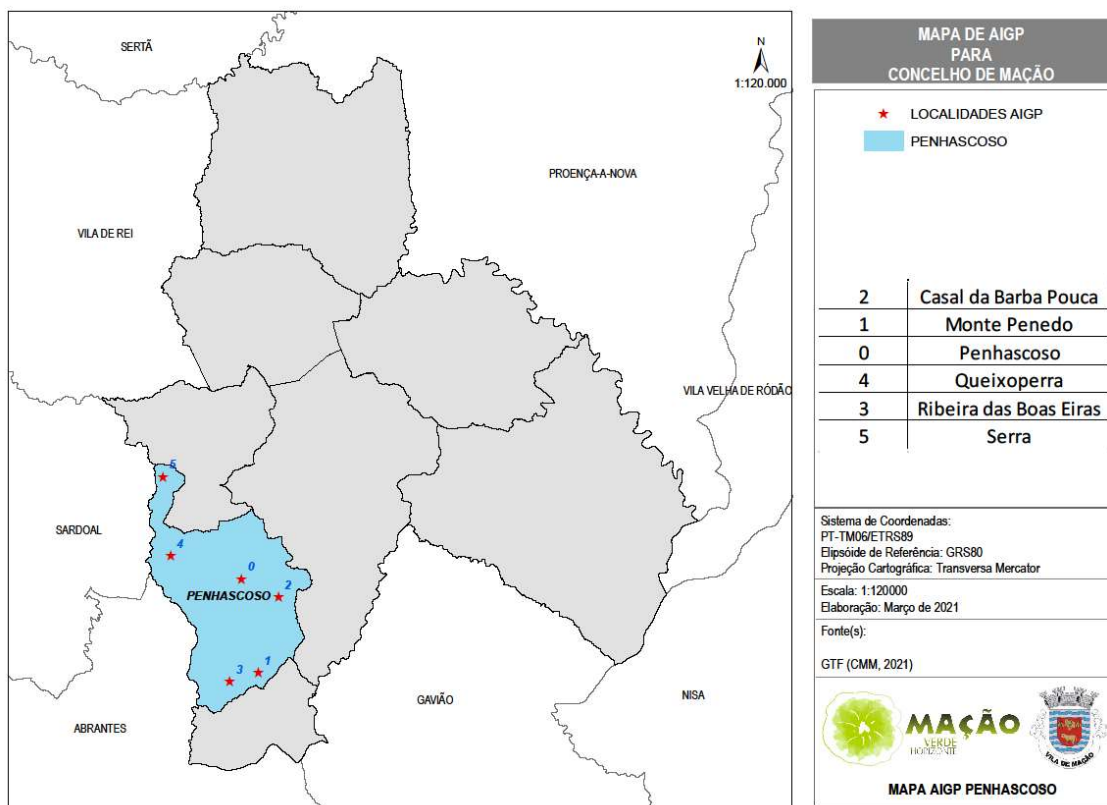 SERTÃ
N
1:120.000
PROENÇA-A-NOVA
VILA DE REI
VILA VELHA DE RÓDÃO
5
SARDOAL
4
0
PENHASCOSO
2
3
1
GAVIÃO
NISA
ABRANTES
MAPA DE AIGP
PARA
CONCELHO DE MAÇÃO
LOCALIDADES AIGP
PENHASCOSO
2 Casal da Barba Pouca
1 Monte Penedo
0 Penhascoso
4 Queixoperra
3 Ribeira das Boas Eiras
5 Serra
Sistema de Coordenadas:
PT-TM06/ETRS89
Elipsóide de Referência: GRS80
Projeção Cartográfica: Transversa Mercator
Escala: 1:120000
Elaboração: Março de 2021
Fonte(s):
GTF (CMM, 2021)
MAÇÃO
VERDE
HORIZONTE
VILA DE MAÇÃO
MAPA AIGP PENHASCOSO